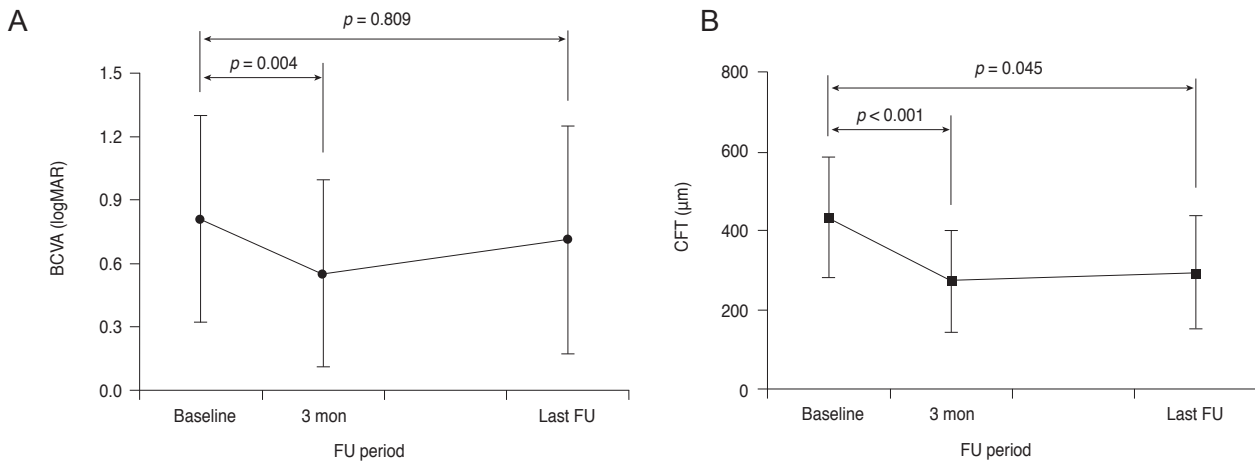 A
p = 0.809
p = 0.004
1.5
1.2
0.9
0.6
0.3
0.0
BCVA (logMAR)
Baseline
3 mon
Last FU
FU period
B
p = 0.045
p < 0.001
800
600
400
200
0
CFT (µm)
Baseline
3 mon
Last FU
FU period